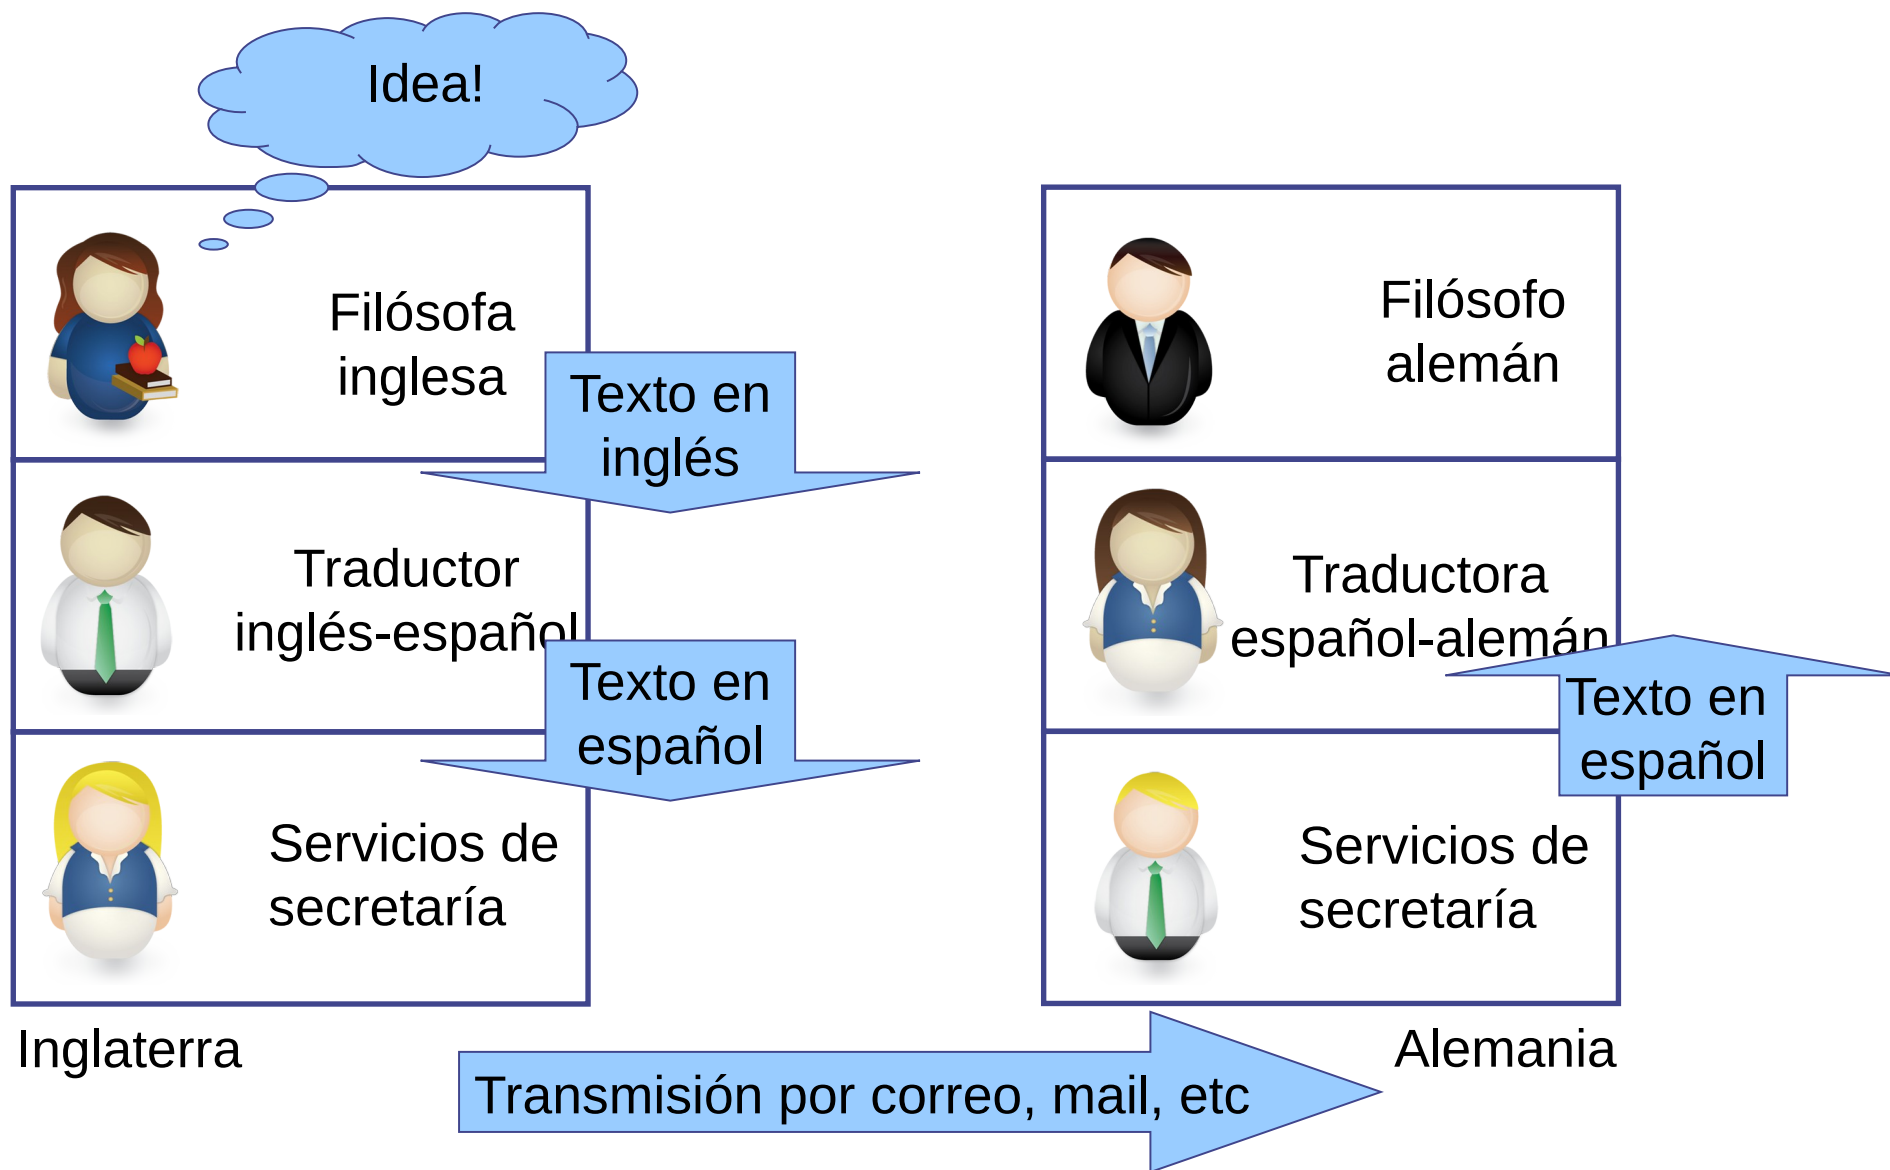 Idea!
Filósofa
inglesa
Texto en
inglés
Traductor
inglés-español
Texto en
español
Servicios de
secretaría
Inglaterra
Transmisión por correo, mail, etc
Filósofo
alemán
Traductora
español-alemán
Texto en
español
Servicios de
secretaría
Alemania